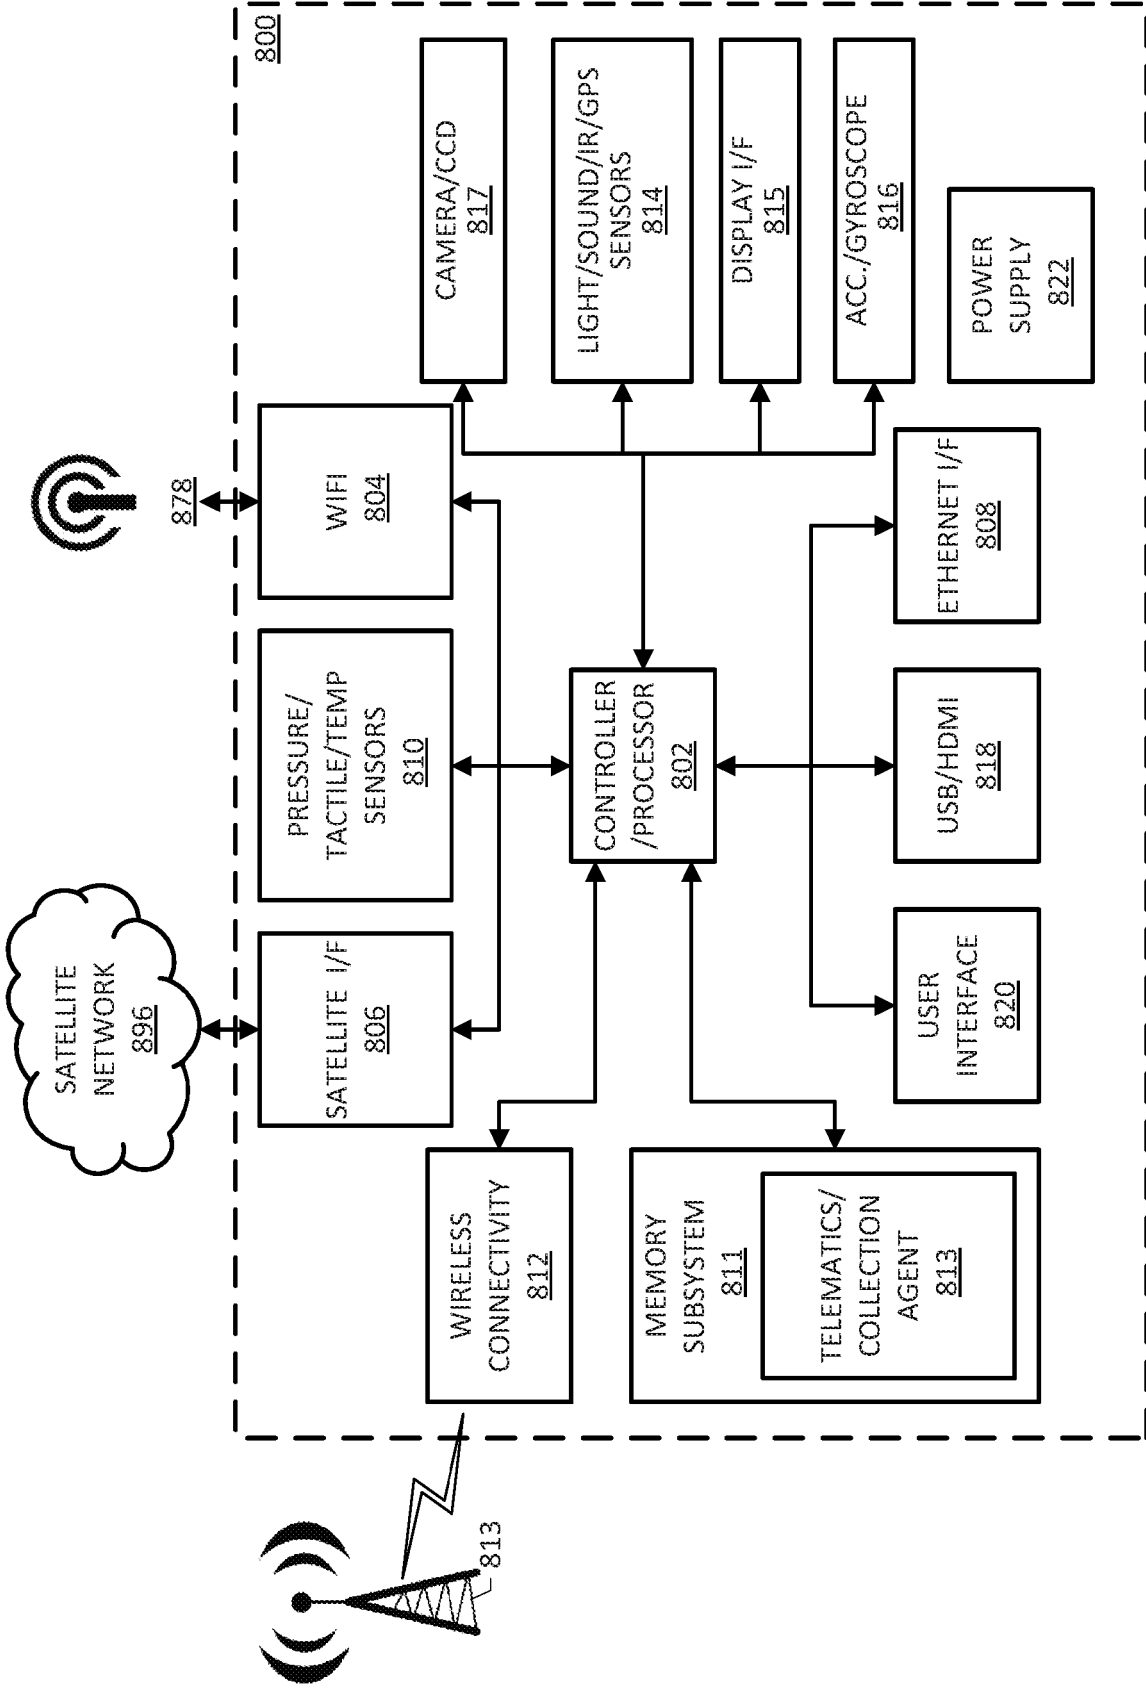 813
SATELLITE
NETWORK
896
878
800
WIRELESS
CONNECTIVITY
812
SATELLITE I/F
806
PRESSURE/
TACTILE/TEMP
SENSORS
810
WIFI
804
CAMERA/CCD
817
LIGHT/SOUND/IR/GPS
SENSORS
814
DISPLAY I/F
815
ACC./GYROSCOPE
816
CONTROLLER
/PROCESSOR
802
MEMORY
SUBSYSTEM
811
TELEMATICS/
COLLECTION
AGENT
813
USER
INTERFACE
820
USB/HDMI
818
ETHERNET I/F
808
POWER
SUPPLY
822